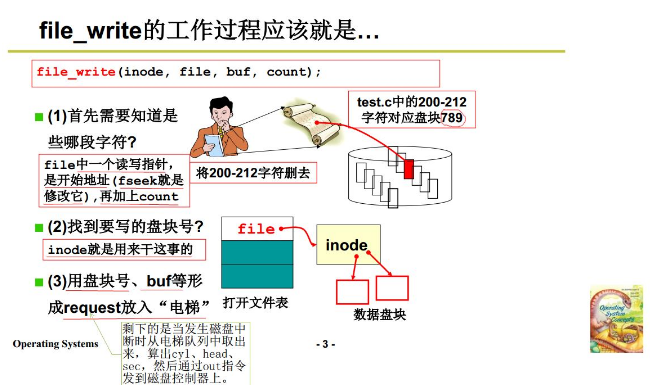 file_write的工作过程应该就是…
file_write(inode, file, buf, count);
(1)首先需要知道是
些哪段字符?
file中一个读写指针,
是开始地址(fseek就是
修改它),再加上count
将200-212字符删去
test.c中的200-212
字符对应盘块789
(2)找到要写的盘块号?
inode就是用来干这事的
(3)用盘块号、buf等形
成request放入“电梯”
file
打开文件表
inode
数据盘块
剩下的是当发生磁盘中
断时从电梯队列中取出
来,算出cyl、head、
sec,然后通过out指令
发到磁盘控制器上。
Operating Systems
- 3 -
Operating
System
Concepts